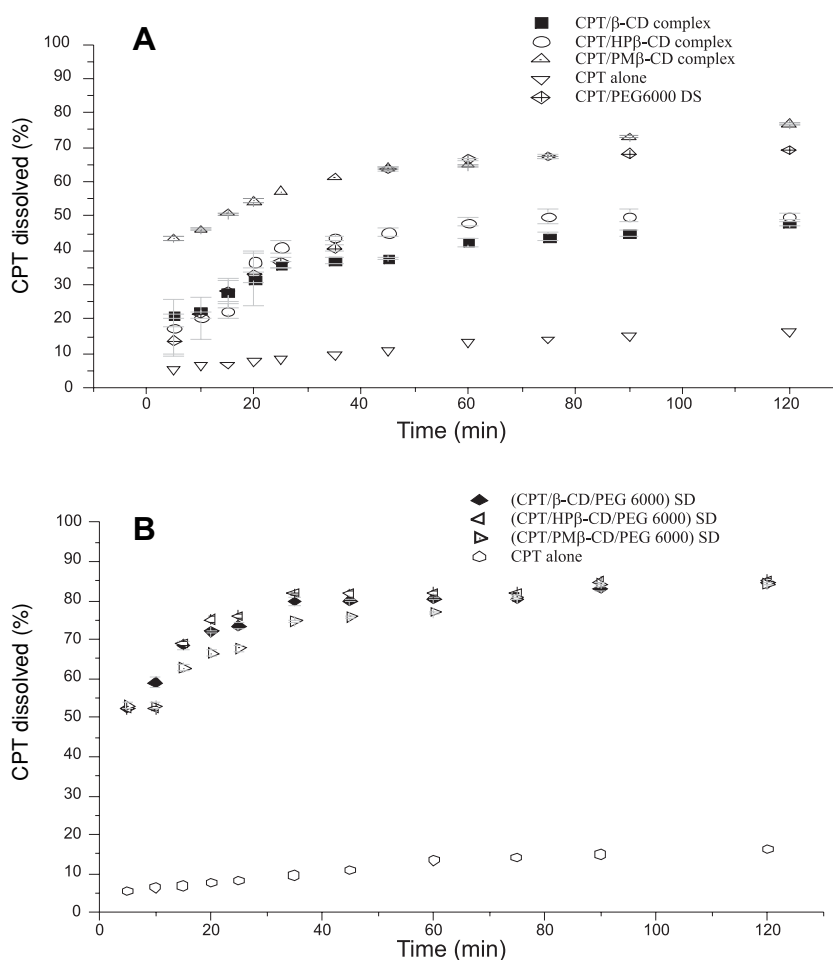 A
CPT/β-CD complex
CPT/HPβ-CD complex
CPT/PMβ-CD complex
CPT alone
CPT/PEG6000 DS
CPT dissolved (%)
100
90
80
70
60
50
40
30
20
10
0
0 20 40 60 80 100 120
Time (min)
B
(CPT/β-CD/PEG 6000) SD
(CPT/HPβ-CD/PEG 6000) SD
(CPT/PMβ-CD/PEG 6000) SD
CPT alone
CPT dissolved (%)
100
90
80
70
60
50
40
30
20
10
0
0 20 40 60 80 100 120
Time (min)